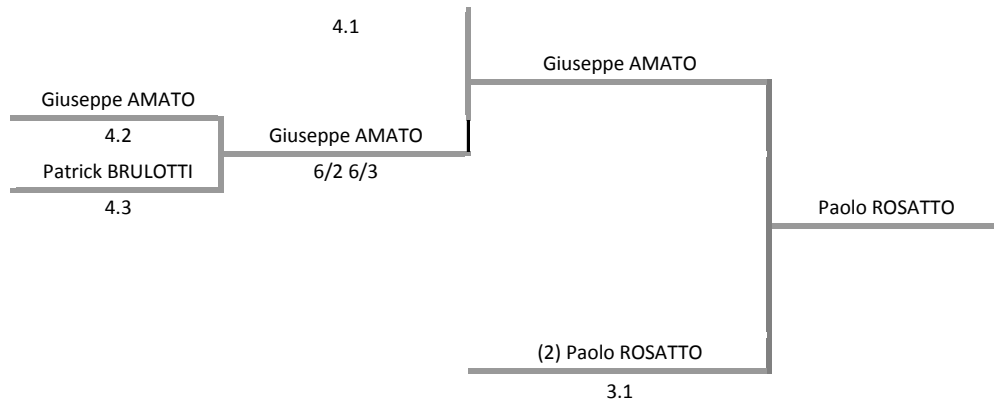 4.1
Giuseppe AMATO
Giuseppe AMATO
4.2
Giuseppe AMATO
Patrick BRULOTTI
6/2 6/3
4.3
Paolo ROSATTO
(2) Paolo ROSATTO
3.1